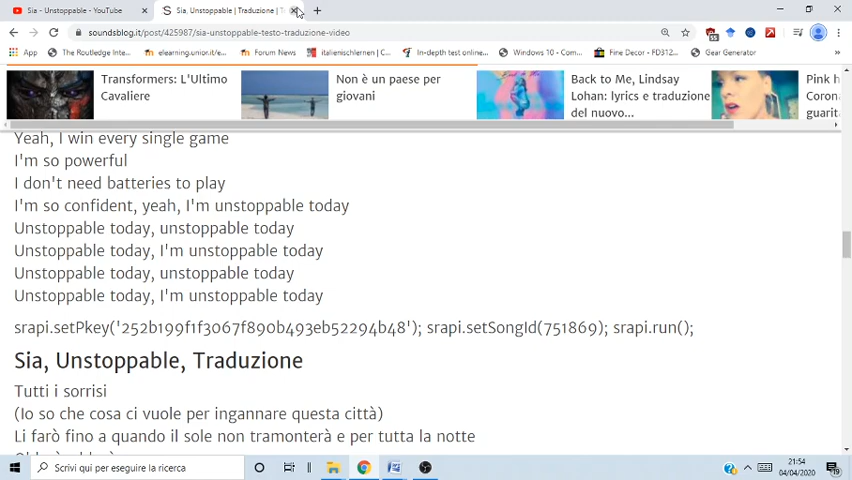 Sia - Unstoppable - YouTube
Sia, Unstoppable | Traduzione | Te
soundsblog.it/post/425987/sia-unstoppable-testo-traduzione-video
App
The Routledge Inte...
elearning.unior.it/e...
Forum News
italienischlernen | C...
In-depth test online...
Windows 10 - Com...
Fine Decor - FD312...
Gear Generator
Transformers: L'Ultimo
Cavaliere
Non è un paese per
giovani
Back to Me, Lindsay
Lohan: lyrics e traduzione
del nuovo...
Pink h
Coron
guarit
Yeah, I win every single game
I'm so powerful
I don't need batteries to play
I'm so confident, yeah, I'm unstoppable today
Unstoppable today, unstoppable today
Unstoppable today, I'm unstoppable today
Unstoppable today, unstoppable today
Unstoppable today, I'm unstoppable today
srapi.setPkey('252b199f1f3067f890b493eb52294b48'); srapi.setSongId(751869); srapi.run();
Sia, Unstoppable, Traduzione
Tutti i sorrisi
(Io so che cosa ci vuole per ingannare questa città)
Li farò fino a quando il sole non tramonterà e per tutta la notte
Scrivi qui per eseguire la ricerca
21:54
04/04/2020
19